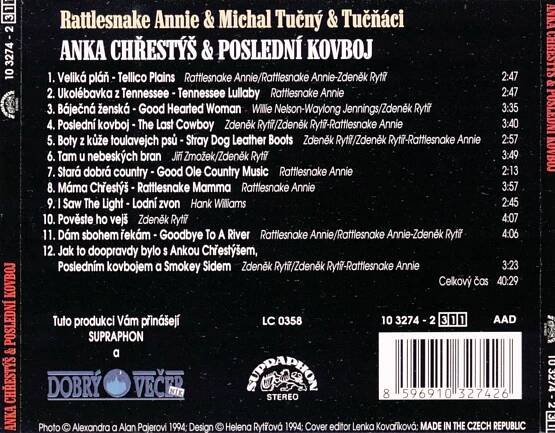 Rattlesnake Annie & Michal Tučný & Tučňáci
ANKA CHŘESTÝŠ & POSLEDNÍ KOVBOJ
1. Veliká pláň - Tellico Plains Rattlesnake Annie/Rattlesnake Annie-Zdeněk Rytíř 2:47
2. Ukolébavka z Tennessee - Tennessee Lullaby Rattlesnake Annie 2:47
3. Báječná ženská - Good Hearted Woman Willie Nelson-Waylong Jennings/Zdeněk Rytíř 3:35
4. Poslední kovboj - The Last Cowboy Zdeněk Rytíř/Zdeněk Rytíř-Rattlesnake Annie 3:40
5. Boty z kůže toulavejch psů - Stray Dog Leather Boots Zdeněk Rytíř/Zdeněk Rytíř-Rattlesnake Annie 2:57
6. Tam u nebeských bran Jiří Zmožek/Zdeněk Rytíř 3:49
7. Stará dobrá country - Good Ole Country Music Rattlesnake Annie 2:13
8. Máma Chřestýš - Rattlesnake Mamma Rattlesnake Annie 3:57
9. I Saw The Light - Lodní zvon Hank Williams 2:45
10. Pověste ho vejš Zdeněk Rytíř 4:07
11. Dám sbohem řekám - Goodbye To A River Rattlesnake Annie/Rattlesnake Annie-Zdeněk Rytíř 4:06
12. Jak to doopravdy bylo s Ankou Chřestýšem,
Posledním kovbojem a Smokey Sidem Zdeněk Rytíř/Zdeněk Rytíř-Rattlesnake Annie 3:23
Celkový čas 40:29
Tuto produkci Vám přinášejí
SUPRAPHON
a
DOBRÝ VEČER
LC 0358
SUPRAPHON
STEREO
10 3274 - 2 311 AAD
8 596910 327426
Photo © Alexandra a Alan Pajerovi 1994; Design © Helena Rytířová 1994; Cover editor Lenka Kovaříková; MADE IN THE CZECH REPUBLIC
10 3274 - 2 311
ANKA CHŘESTÝŠ & POSLEDNÍ KOVBOJ
ANKA CHŘESTÝŠ & POSLEDNÍ KOVBOJ
10 3274 - 2 311